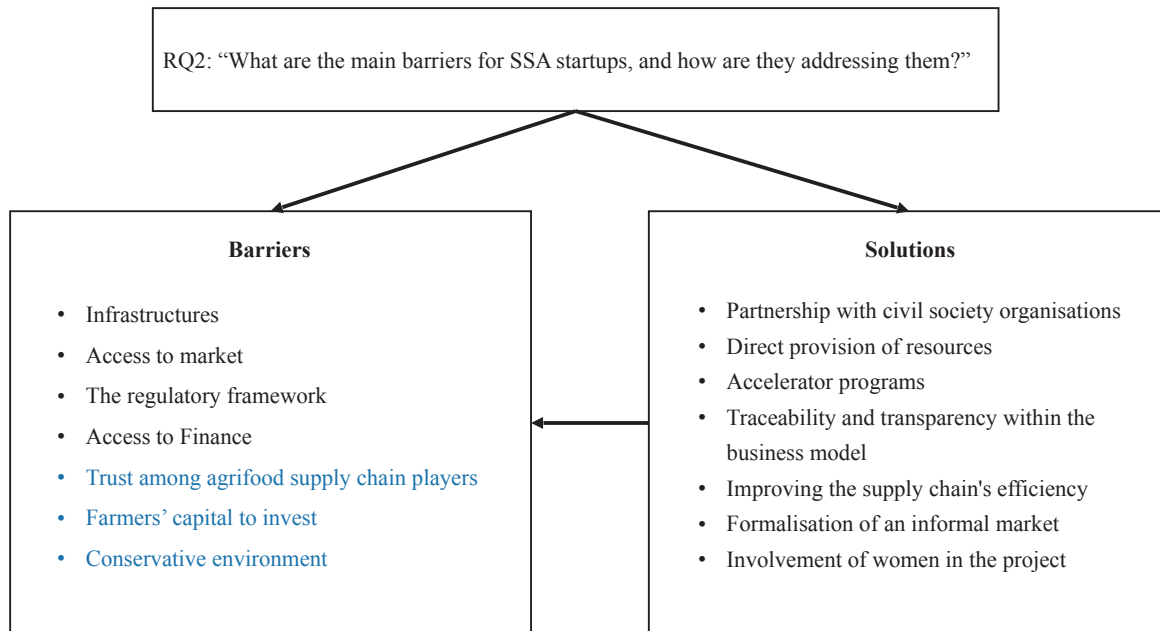 RQ2: “What are the main barriers for SSA startups, and how are they addressing them?”
Barriers
• Infrastructures
• Access to market
• The regulatory framework
• Access to Finance
• Trust among agrifood supply chain players
• Farmers’ capital to invest
• Conservative environment
Solutions
• Partnership with civil society organisations
• Direct provision of resources
• Accelerator programs
• Traceability and transparency within the
business model
• Improving the supply chain's efficiency
• Formalisation of an informal market
• Involvement of women in the project